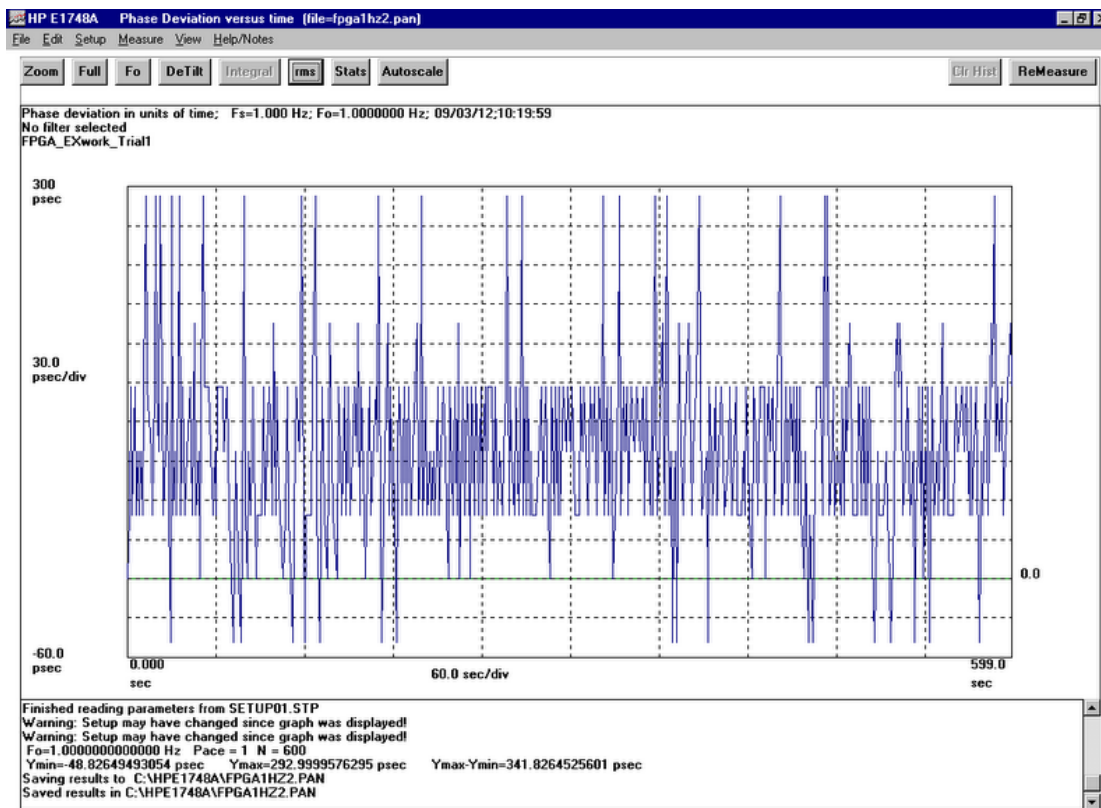 HP E1748A Phase Deviation versus time (file=fpga1hz2.pan)
File Edit Setup Measure View Help/Notes
Zoom Full Fo DeTilt Integral rms Stats Autoscale Clr Hist ReMeasure
Phase deviation in units of time; Fs=1.000 Hz; Fo=1.0000000 Hz; 09/03/12;10:19:59
No filter selected
FPGA_EXwork_Trial1
300
psec
30.0
psec/div
0.0
-60.0
psec
0.000
sec
60.0 sec/div
599.0
sec
Finished reading parameters from SETUP01.STP
Warning: Setup may have changed since graph was displayed!
Warning: Setup may have changed since graph was displayed!
Fo=1.0000000000000 Hz Pace = 1 N = 600
Ymin=-48.82649493054 psec Ymax=292.9999576295 psec Ymax-Ymin=341.8264525601 psec
Saving results to C:\HPE1748A\FPGA1HZ2.PAN
Saved results in C:\HPE1748A\FPGA1HZ2.PAN